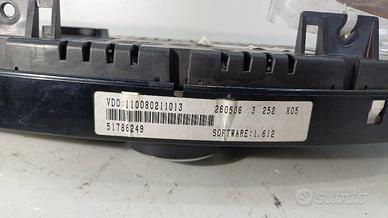 VDO:110080211013
260508 3 252 X05
51786249
SOFTWARE:1.612
subito